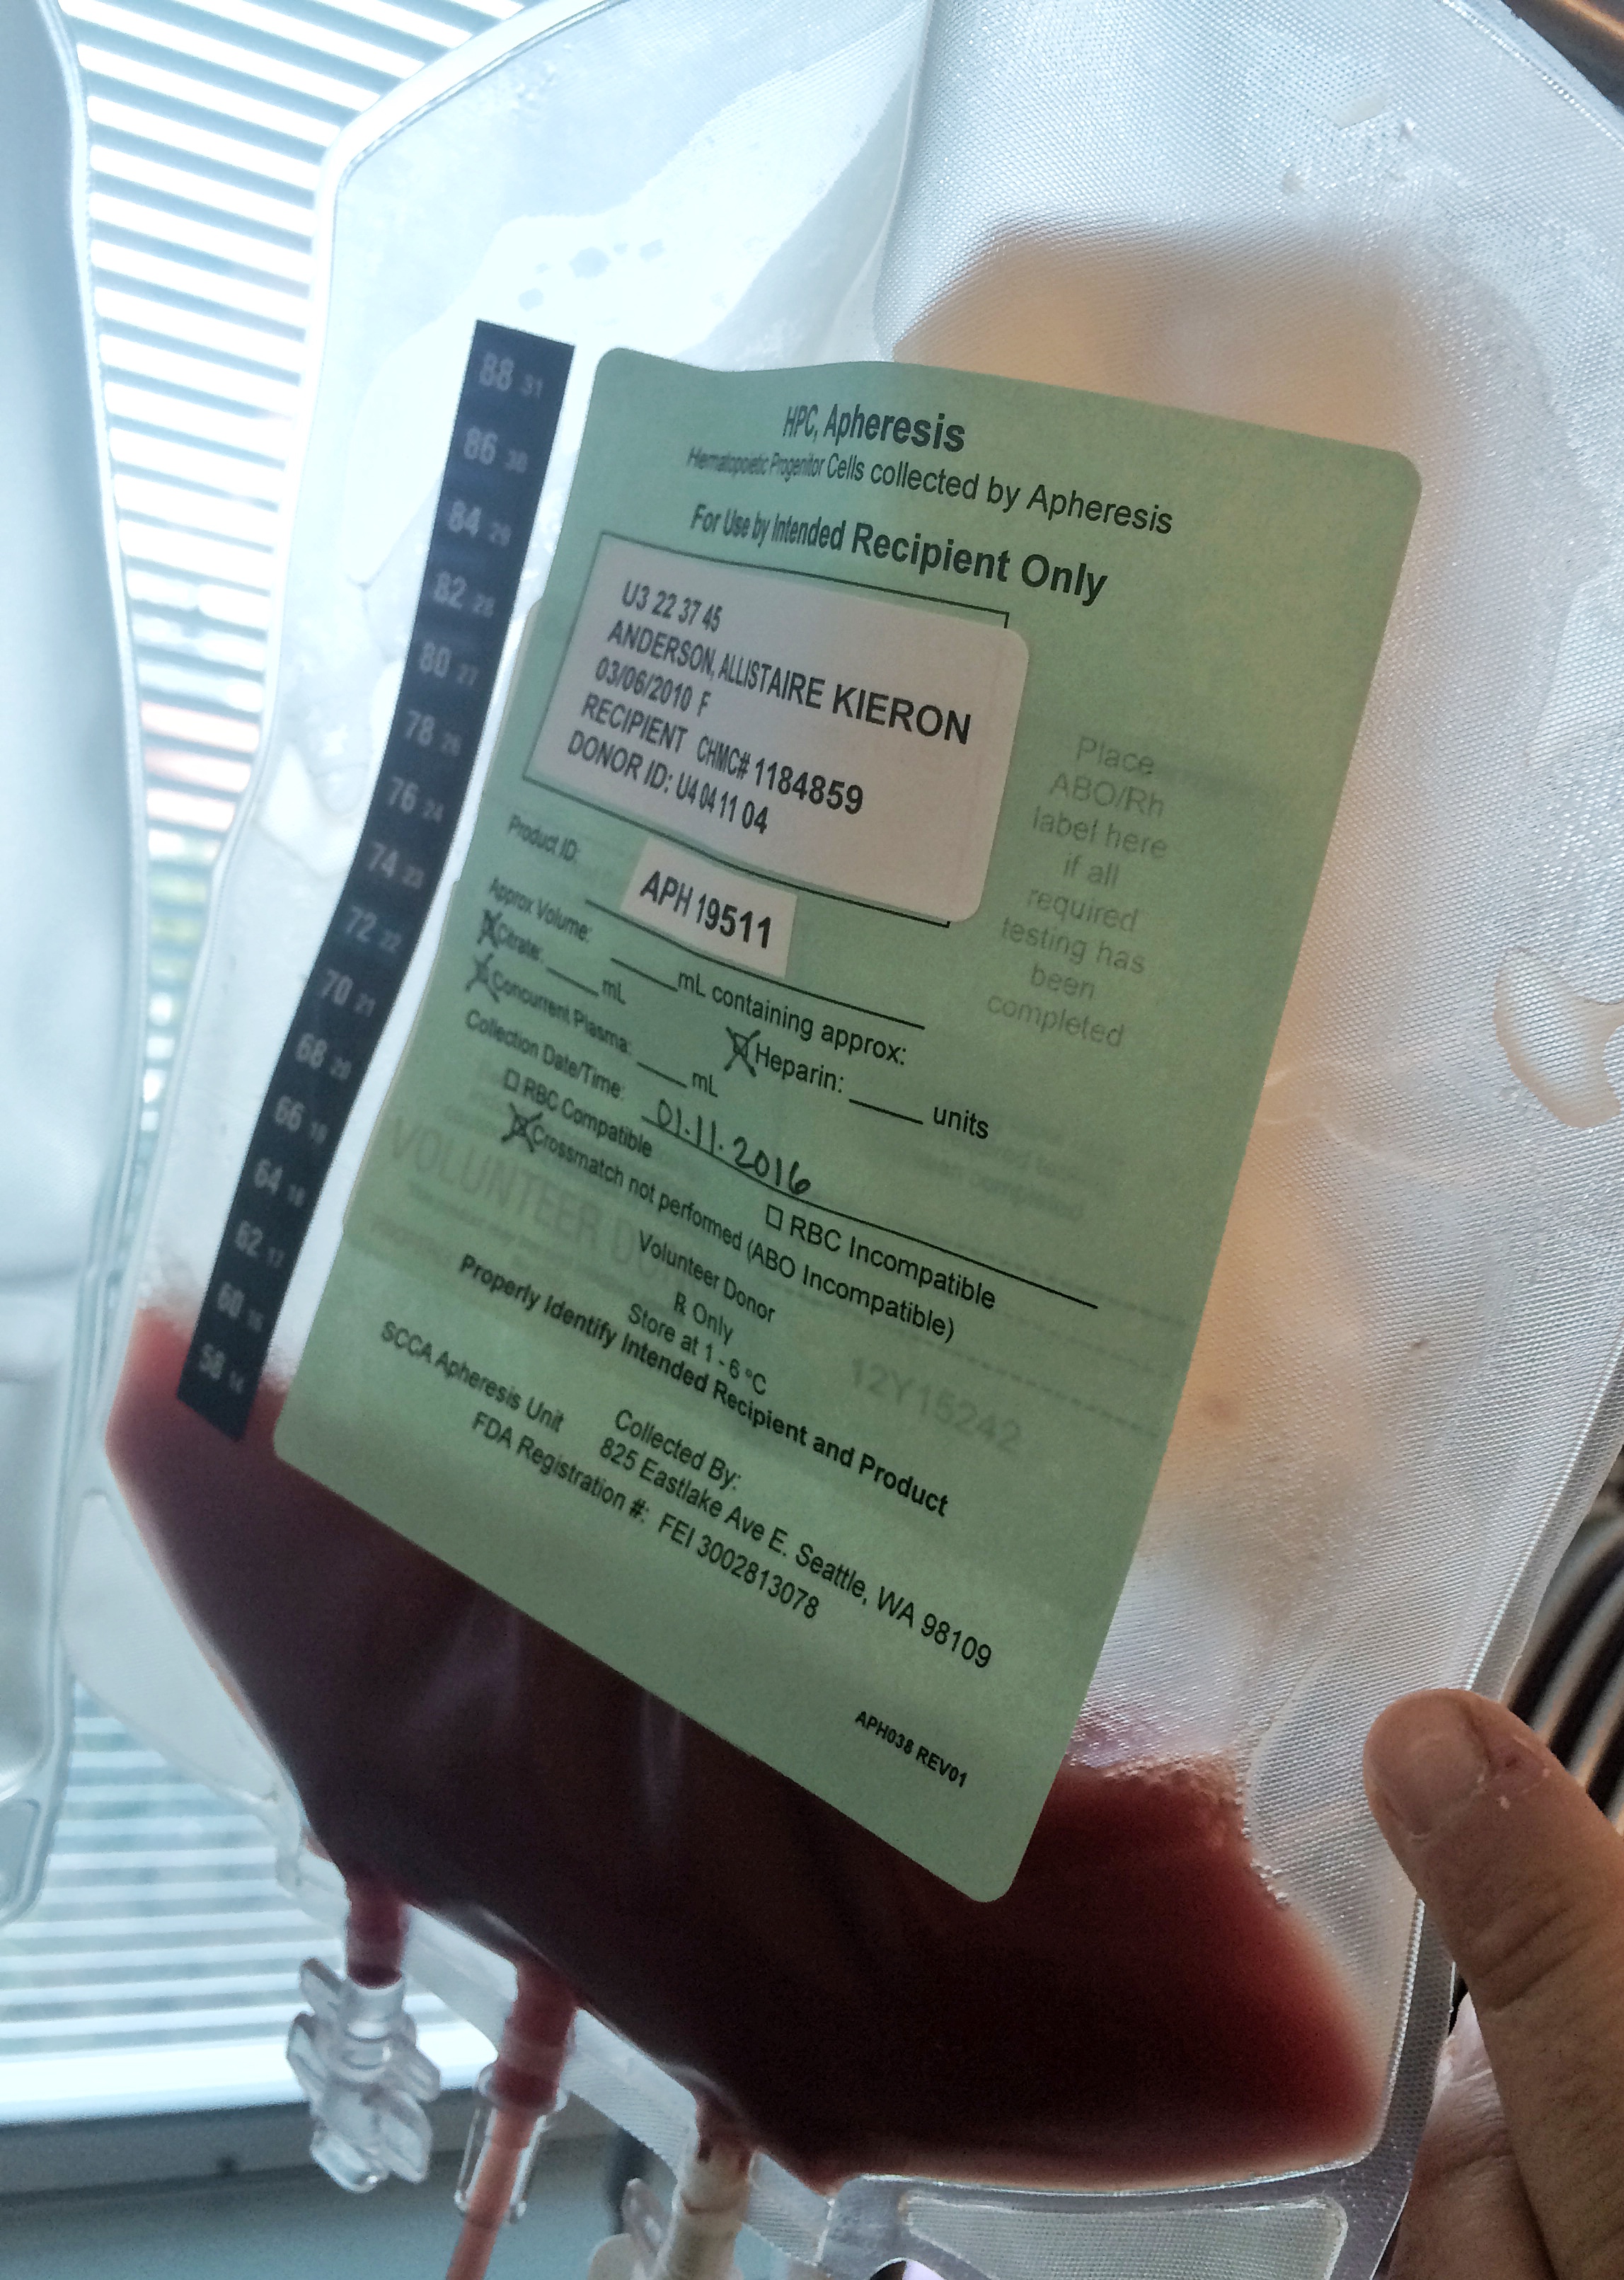 HPC, Apheresis
Hematopoietic Progenitor Cells collected by Apheresis
For Use by Intended Recipient Only
U3 22 37 45
ANDERSON, ALLISTAIRE KIERON
03/06/2010 F
RECIPIENT CHMC# 1184859
DONOR ID: U4 04 11 04
Place
ABO/Rh
label here
if all
required
testing has
been
completed
Product ID: APH 19511
Approx Volume: ____mL containing approx:
Citrate: ____ mL
Heparin: ____ units
Concurrent Plasma: ____ mL
Collection Date/Time: 01.11.2016
RBC Compatible
RBC Incompatible
Crossmatch not performed (ABO Incompatible)
VOLUNTEER
Volunteer Donor
R Only
Store at 1 - 6 °C
12Y15242
Properly Identify Intended Recipient and Product
Collected By:
SCCA Apheresis Unit 825 Eastlake Ave E. Seattle, WA 98109
FDA Registration #: FEI 3002813078
APH038 REV01
88 31
86 30
84 29
82 28
80 27
78 26
76 24
74 23
72 22
70 21
68 20
66 19
64 18
62 17
60 16
58 14